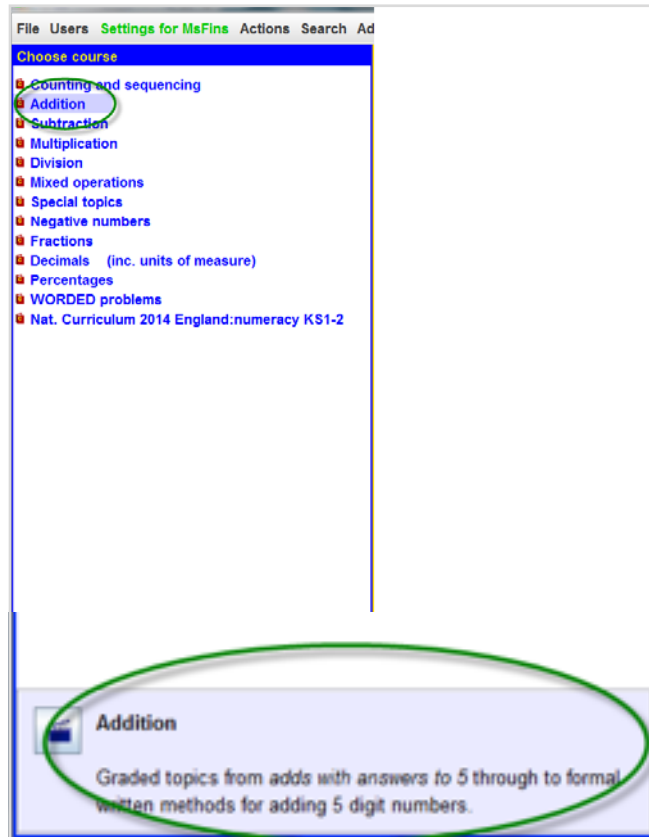 File Users Settings for MsFins Actions Search Ad
Choose course
Counting and sequencing
Addition
Subtraction
Multiplication
Division
Mixed operations
Special topics
Negative numbers
Fractions
Decimals (inc. units of measure)
Percentages
WORDED problems
Nat. Curriculum 2014 England:numeracy KS1-2
Addition
Graded topics from adds with answers to 5 through to formal
written methods for adding 5 digit numbers.